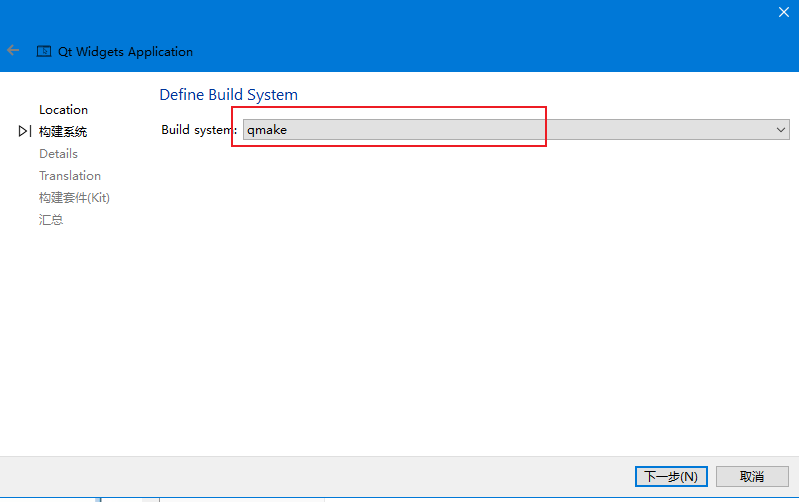 Qt Widgets Application
Define Build System
Location
Build system: qmake
构建系统
Details
Translation
构建套件(Kit)
汇总
下一步(N) 取消